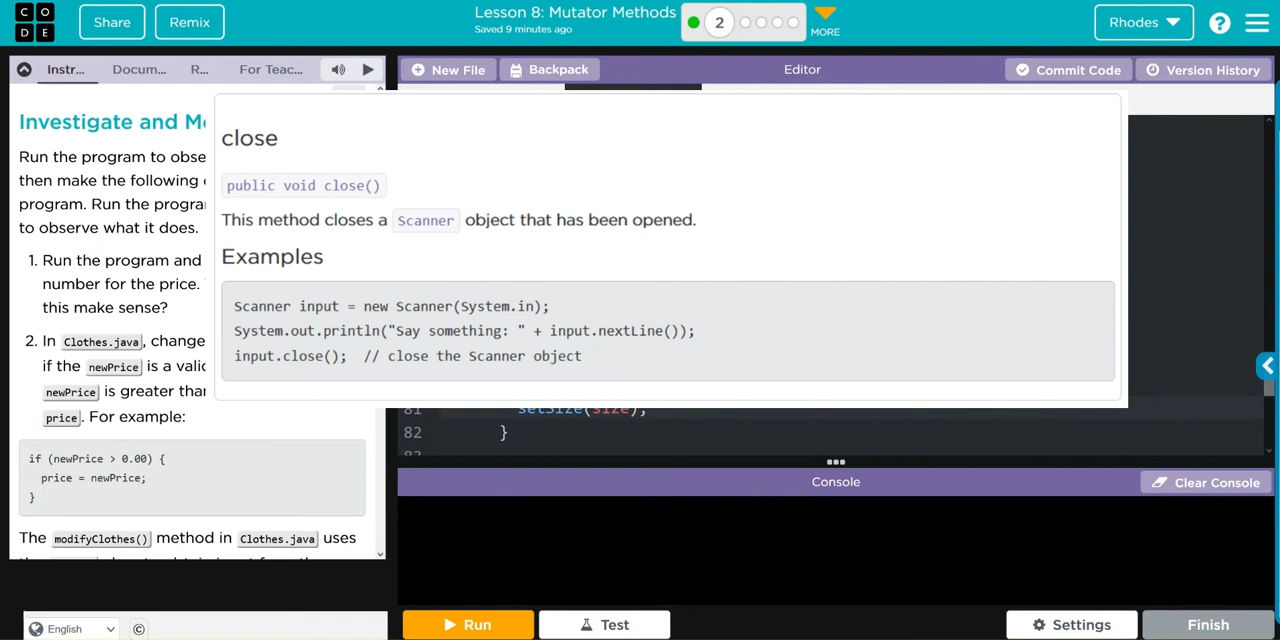 CODE
Share
Remix
Lesson 8: Mutator Methods
Saved 9 minutes ago
2
MORE
Rhodes
?
Instr...
Docum...
R...
For Teac...
New File
Backpack
Editor
Commit Code
Version History
Investigate and M
Run the program to obse
then make the following
program. Run the progra
to observe what it does.
1. Run the program and
number for the price.
this make sense?
2. In Clothes.java, change
if the newPrice is a valid
newPrice is greater than
price. For example:
if (newPrice > 0.00) {
price = newPrice;
}
The modifyClothes() method in Clothes.java uses
close
public void close()
This method closes a Scanner object that has been opened.
Examples
Scanner input = new Scanner(System.in);
System.out.println("Say something: " + input.nextLine());
input.close();  // close the Scanner object
81 setSize(size);
82 }
Console
Clear Console
English
©
Run
Test
Settings
Finish